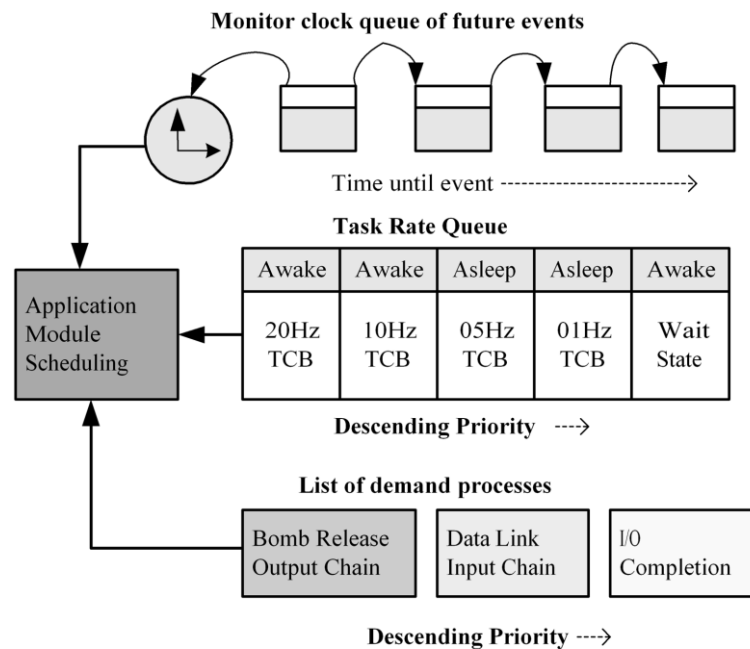 Monitor clock queue of future events
Time until event
Task Rate Queue
Awake Awake Asleep Asleep Awake
20Hz 10Hz 05Hz 01Hz Wait
TCB TCB TCB TCB State
Application
Module
Scheduling
Descending Priority
List of demand processes
Bomb Release Data Link I/0
Output Chain Input Chain Completion
Descending Priority